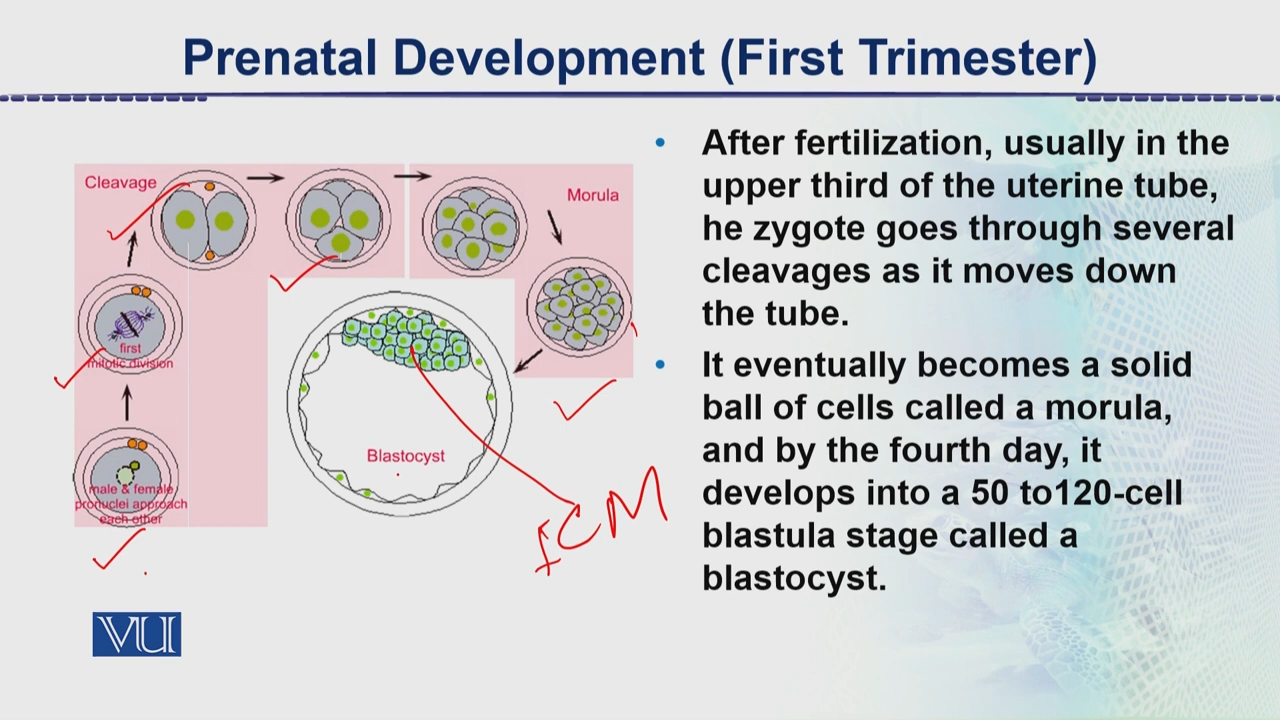 Prenatal Development (First Trimester)
Cleavage
Morula
first
mitotic division
male & female
pronuclei approach
each other
Blastocyst
ICM
• After fertilization, usually in the
upper third of the uterine tube,
he zygote goes through several
cleavages as it moves down
the tube.
• It eventually becomes a solid
ball of cells called a morula,
and by the fourth day, it
develops into a 50 to120-cell
blastula stage called a
blastocyst.
VU